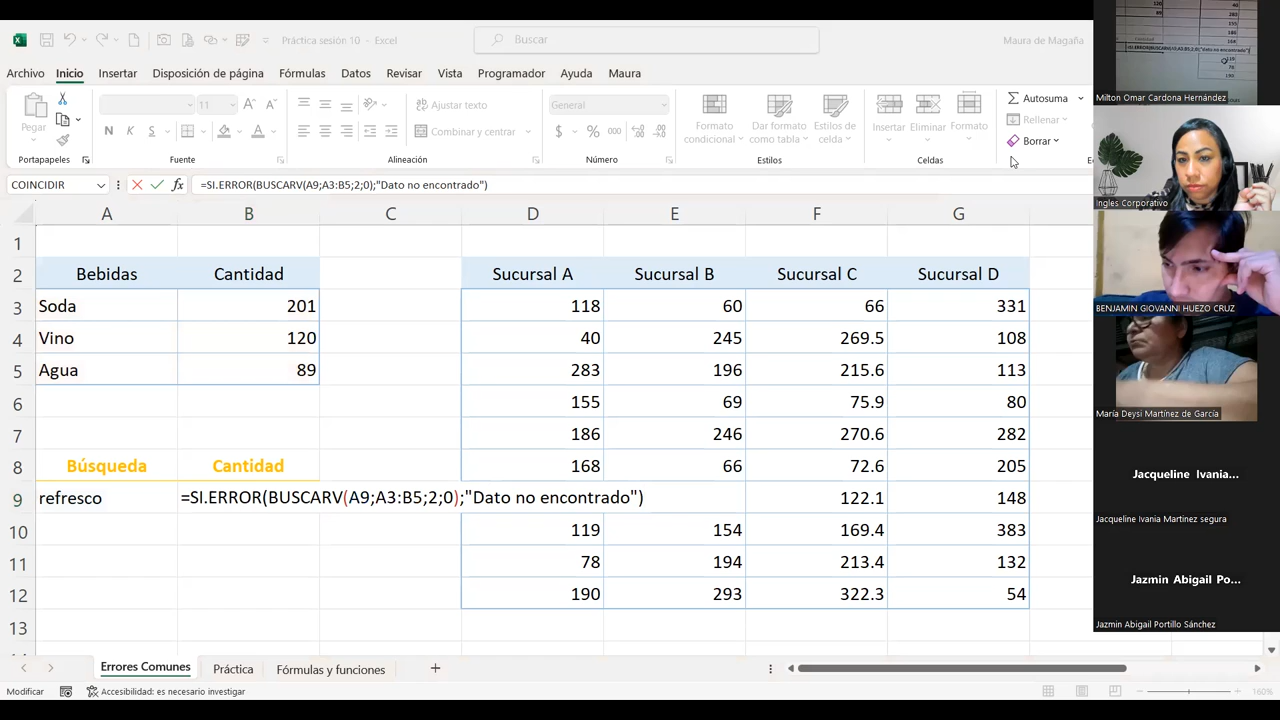 Práctica sesión 10 - Excel
Buscar
Maura de Magaña
Archivo Inicio Insertar Disposición de página Fórmulas Datos Revisar Vista Programador Ayuda Maura
Pegar
11
A^ A˅
N K S
Ajustar texto
Combinar y centrar
General
$ % 000
Formato condicional
Dar formato como tabla
Estilos de celda
Insertar
Eliminar
Formato
Autosuma
Rellenar
Borrar
Portapapeles Fuente Alineación Número Estilos Celdas
COINCIDIR
fx
=SI.ERROR(BUSCARV(A9;A3:B5;2;0);"Dato no encontrado")
A B C D E F G
1
2 Bebidas Cantidad Sucursal A Sucursal B Sucursal C Sucursal D
3 Soda 201 118 60 66 331
4 Vino 120 40 245 269.5 108
5 Agua 89 283 196 215.6 113
6 155 69 75.9 80
7 186 246 270.6 282
8 Búsqueda Cantidad 168 66 72.6 205
9 refresco =SI.ERROR(BUSCARV(A9;A3:B5;2;0);"Dato no encontrado") 122.1 148
10 119 154 169.4 383
11 78 194 213.4 132
12 190 293 322.3 54
13
Errores Comunes Práctica Fórmulas y funciones
Modificar
Accesibilidad: es necesario investigar
160%
Milton Omar Cardona Hernández
Ingles Corporativo
BENJAMIN GIOVANNI HUEZO CRUZ
María Deysi Martínez de García
Jacqueline Ivania...
Jacqueline Ivania Martinez segura
Jazmin Abigail Po...
Jazmin Abigail Portillo Sánchez